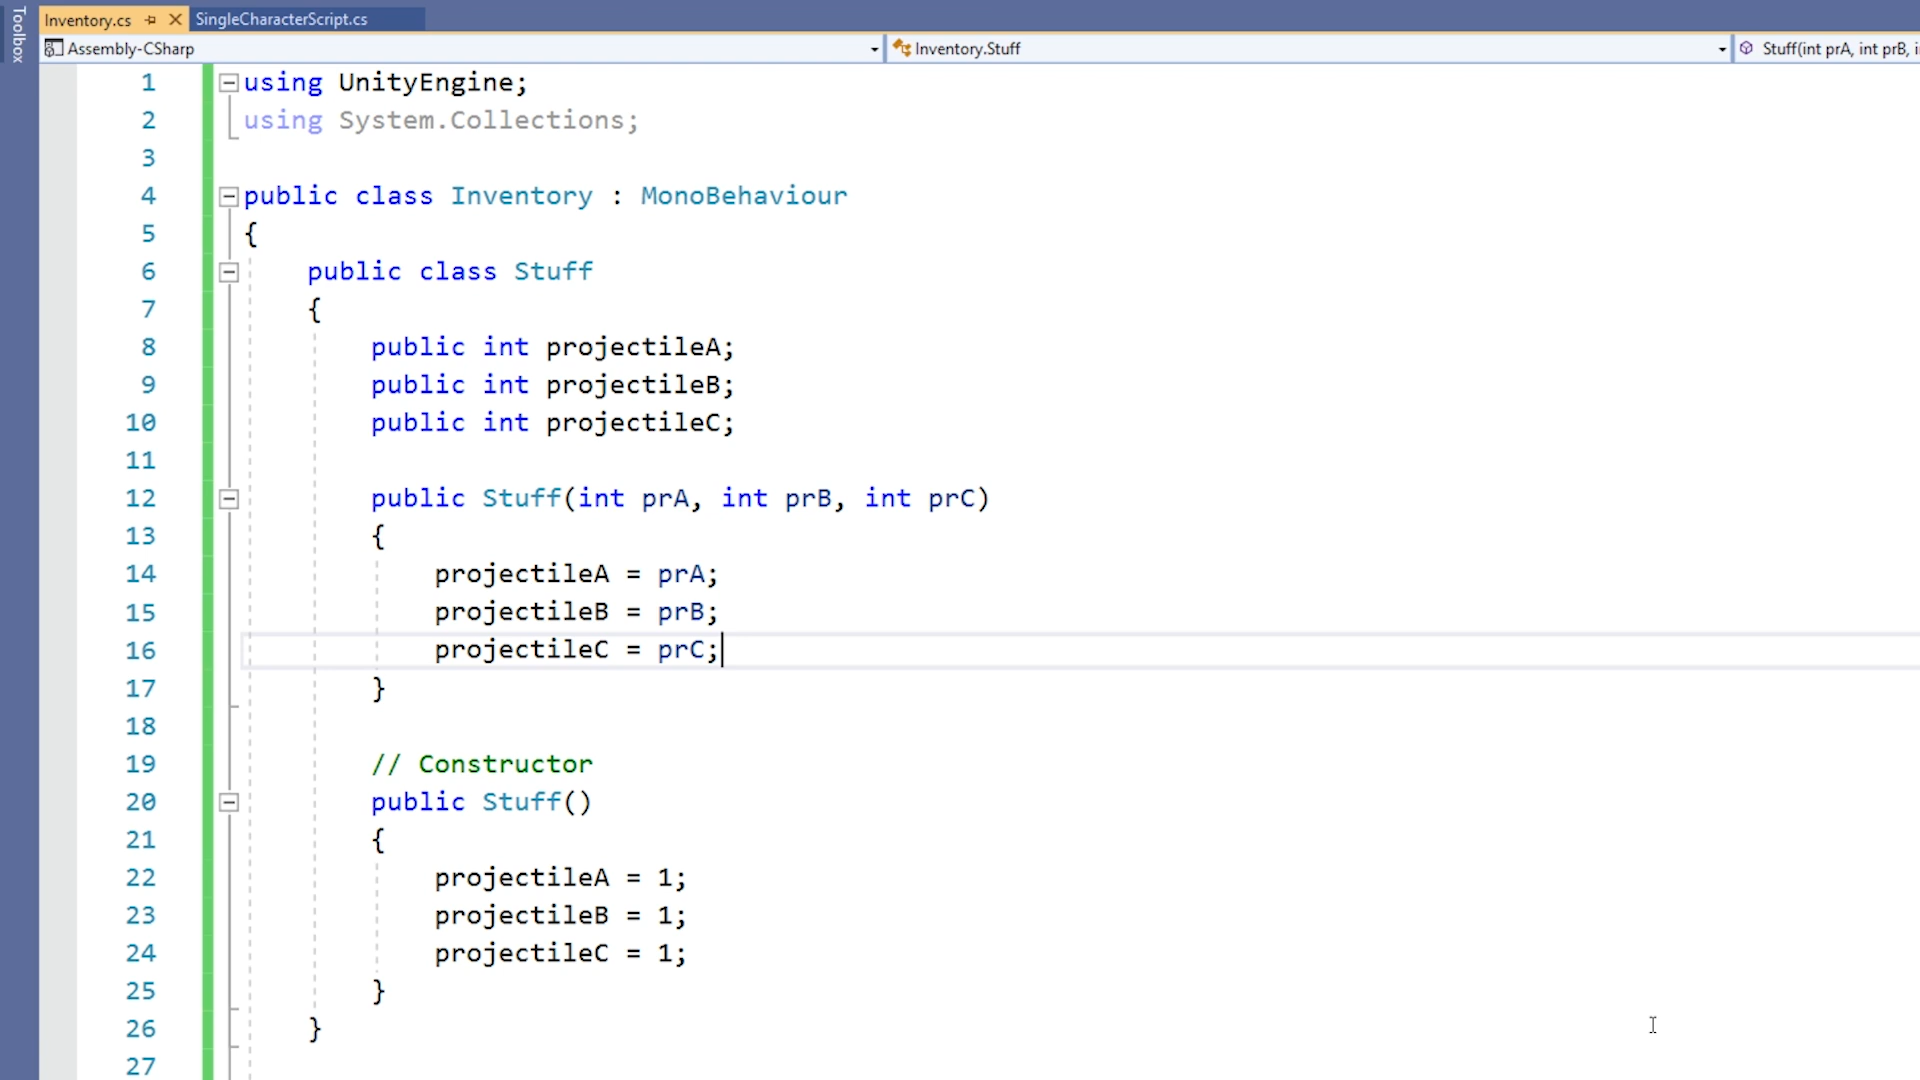 Toolbox
Inventory.cs
SingleCharacterScript.cs
Assembly-CSharp
Inventory.Stuff
Stuff(int prA, int prB, i
1 using UnityEngine;
2 using System.Collections;
3
4 public class Inventory : MonoBehaviour
5 {
6 public class Stuff
7 {
8 public int projectileA;
9 public int projectileB;
10 public int projectileC;
11
12 public Stuff(int prA, int prB, int prC)
13 {
14 projectileA = prA;
15 projectileB = prB;
16 projectileC = prC;
17 }
18
19 // Constructor
20 public Stuff()
21 {
22 projectileA = 1;
23 projectileB = 1;
24 projectileC = 1;
25 }
26 }
27